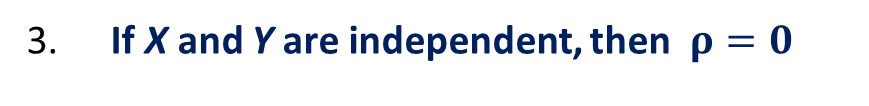 3. If X and Y are independent, then ρ = 0